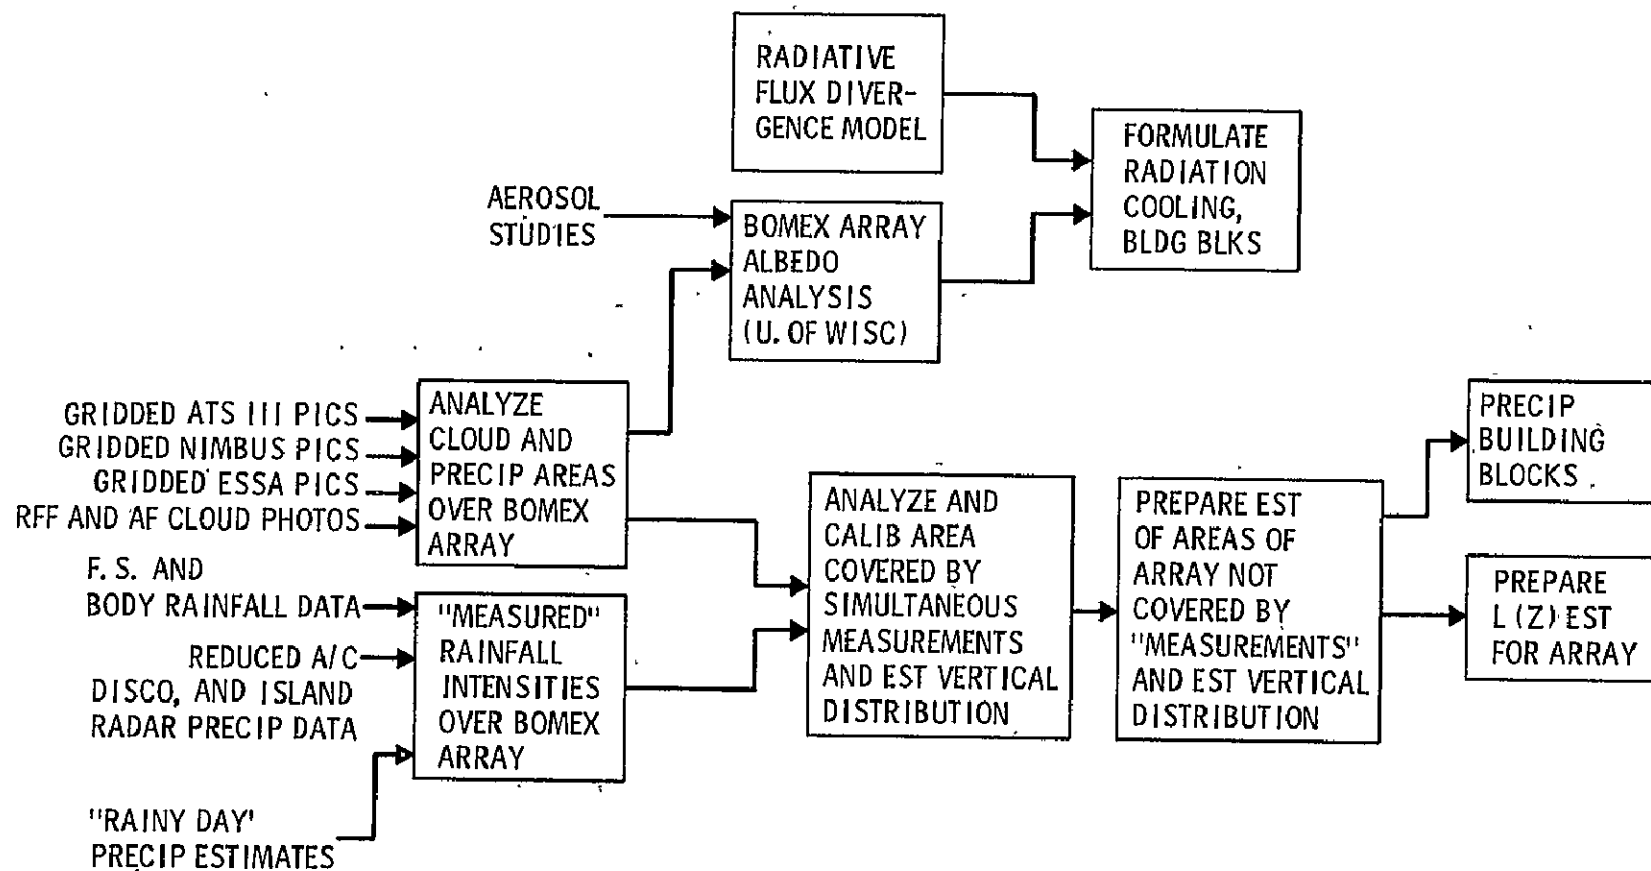 RADIATIVE
FLUX DIVER-
GENCE MODEL
FORMULATE
RADIATION
COOLING,
BLDG BLKS
AEROSOL
STUDIES
BOMEX ARRAY
ALBEDO
ANALYSIS
(U. OF WISC)
GRIDDED ATS III PICS
GRIDDED NIMBUS PICS
GRIDDED ESSA PICS
RFF AND AF CLOUD PHOTOS
ANALYZE
CLOUD AND
PRECIP AREAS
OVER BOMEX
ARRAY
F. S. AND
BODY RAINFALL DATA
REDUCED A/C
DISCO, AND ISLAND
RADAR PRECIP DATA
"RAINY DAY'
PRECIP ESTIMATES
"MEASURED"
RAINFALL
INTENSITIES
OVER BOMEX
ARRAY
ANALYZE AND
CALIB AREA
COVERED BY
SIMULTANEOUS
MEASUREMENTS
AND EST VERTICAL
DISTRIBUTION
PREPARE EST
OF AREAS OF
ARRAY NOT
COVERED BY
"MEASUREMENTS"
AND EST VERTICAL
DISTRIBUTION
PRECIP
BUILDING
BLOCKS
PREPARE
L (Z) EST
FOR ARRAY